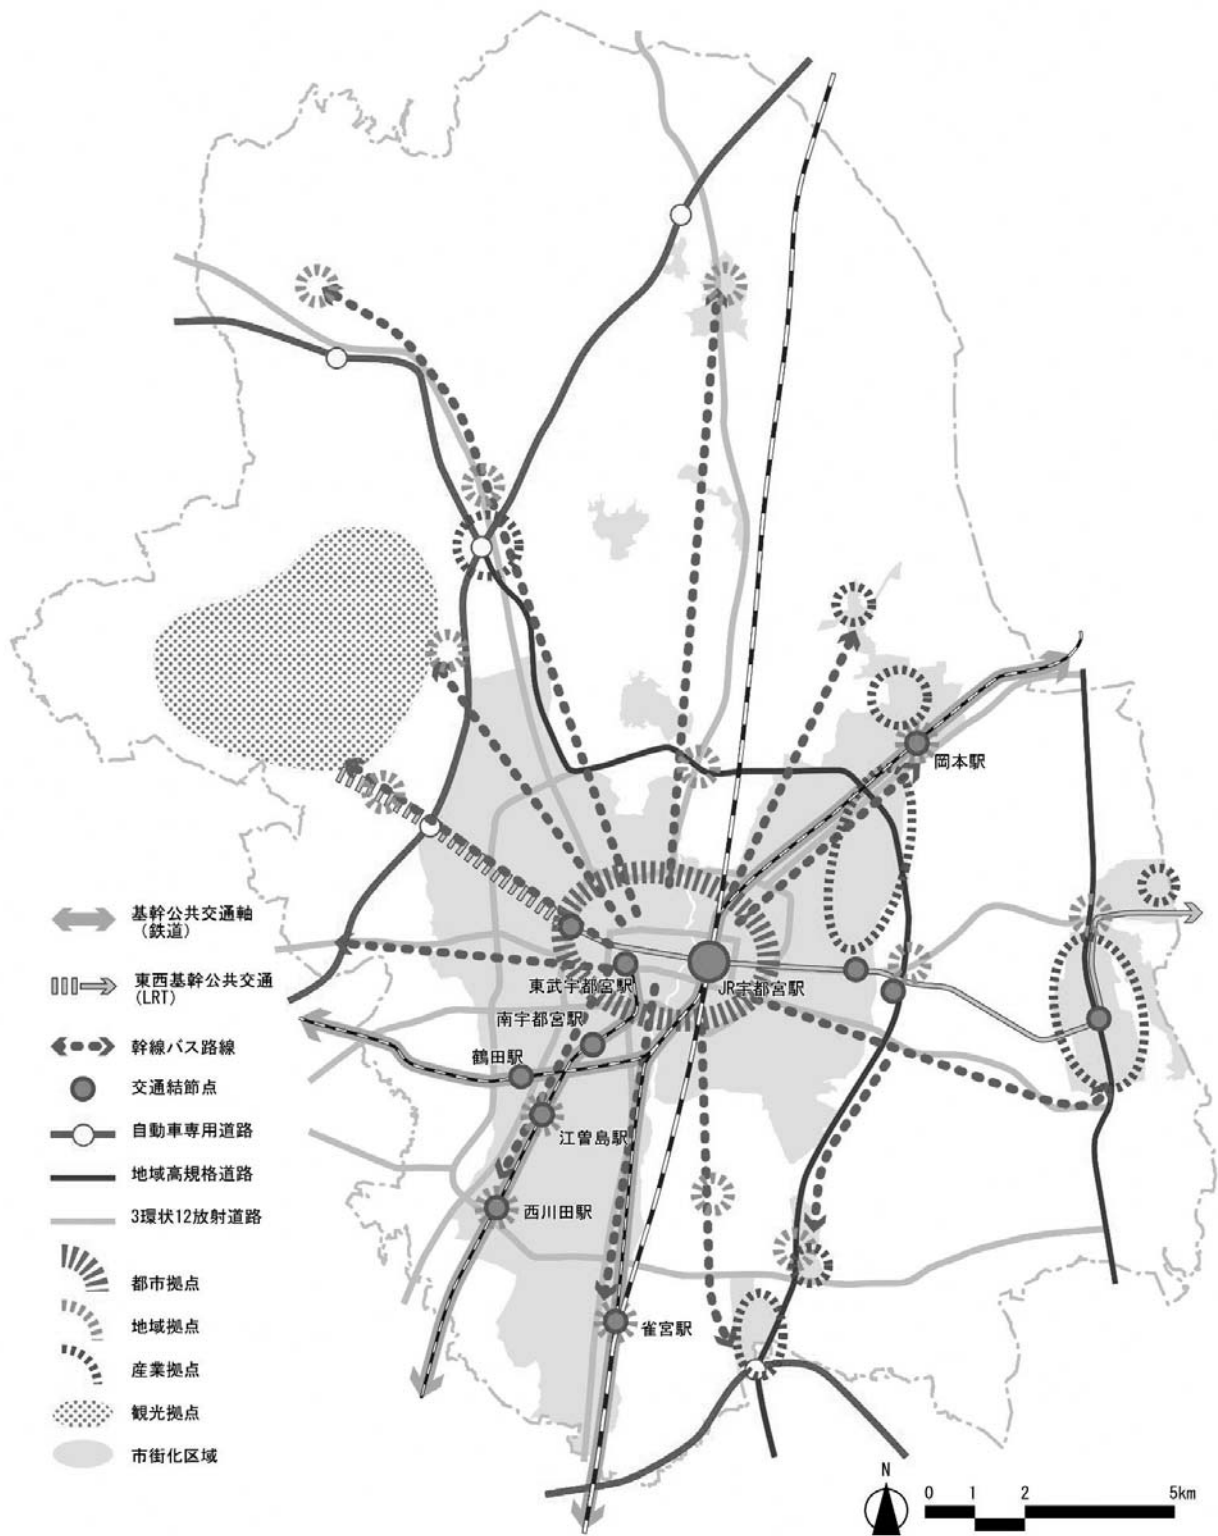 岡本駅
東武宇都宮駅
JR宇都宮駅
南宇都宮駅
鶴田駅
江曽島駅
西川田駅
雀宮駅
基幹公共交通軸
(鉄道)
東西基幹公共交通
(LRT)
幹線バス路線
交通結節点
自動車専用道路
地域高規格道路
3環状12放射道路
都市拠点
地域拠点
産業拠点
観光拠点
市街化区域
N
0 1 2 5km